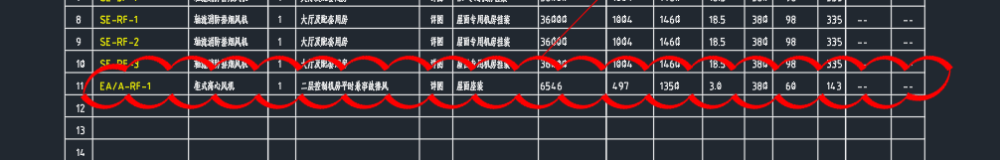 8 SE-RF-1 轴流消防排烟风机 1 大厅及配套用房 详图 屋面专用机房挂装 36000 1004 1460 18.5 380 98 335 -- --
9 SE-RF-2 轴流消防排烟风机 1 大厅及配套用房 详图 屋面专用机房挂装 36000 1004 1460 18.5 380 98 335 -- --
10 SE-RF-3 轴流消防排烟风机 1 大厅及配套用房 详图 屋面专用机房挂装 36000 1004 1460 18.5 380 98 335 -- --
11 EA/A-RF-1 柜式离心风机 1 二层控制机房平时兼事故排风 详图 屋面座装 6546 497 1350 3.0 380 60 143 -- --
12
13
14